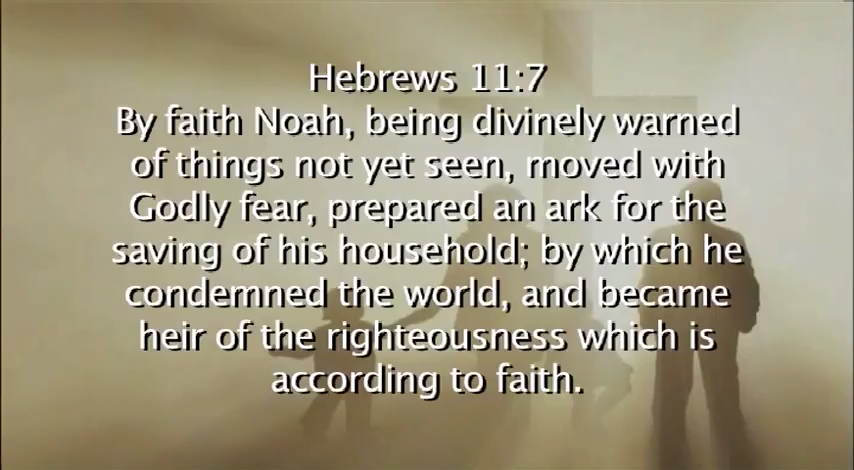 Hebrews 11:7
By faith Noah, being divinely warned
of things not yet seen, moved with
Godly fear, prepared an ark for the
saving of his household; by which he
condemned the world, and became
heir of the righteousness which is
according to faith.